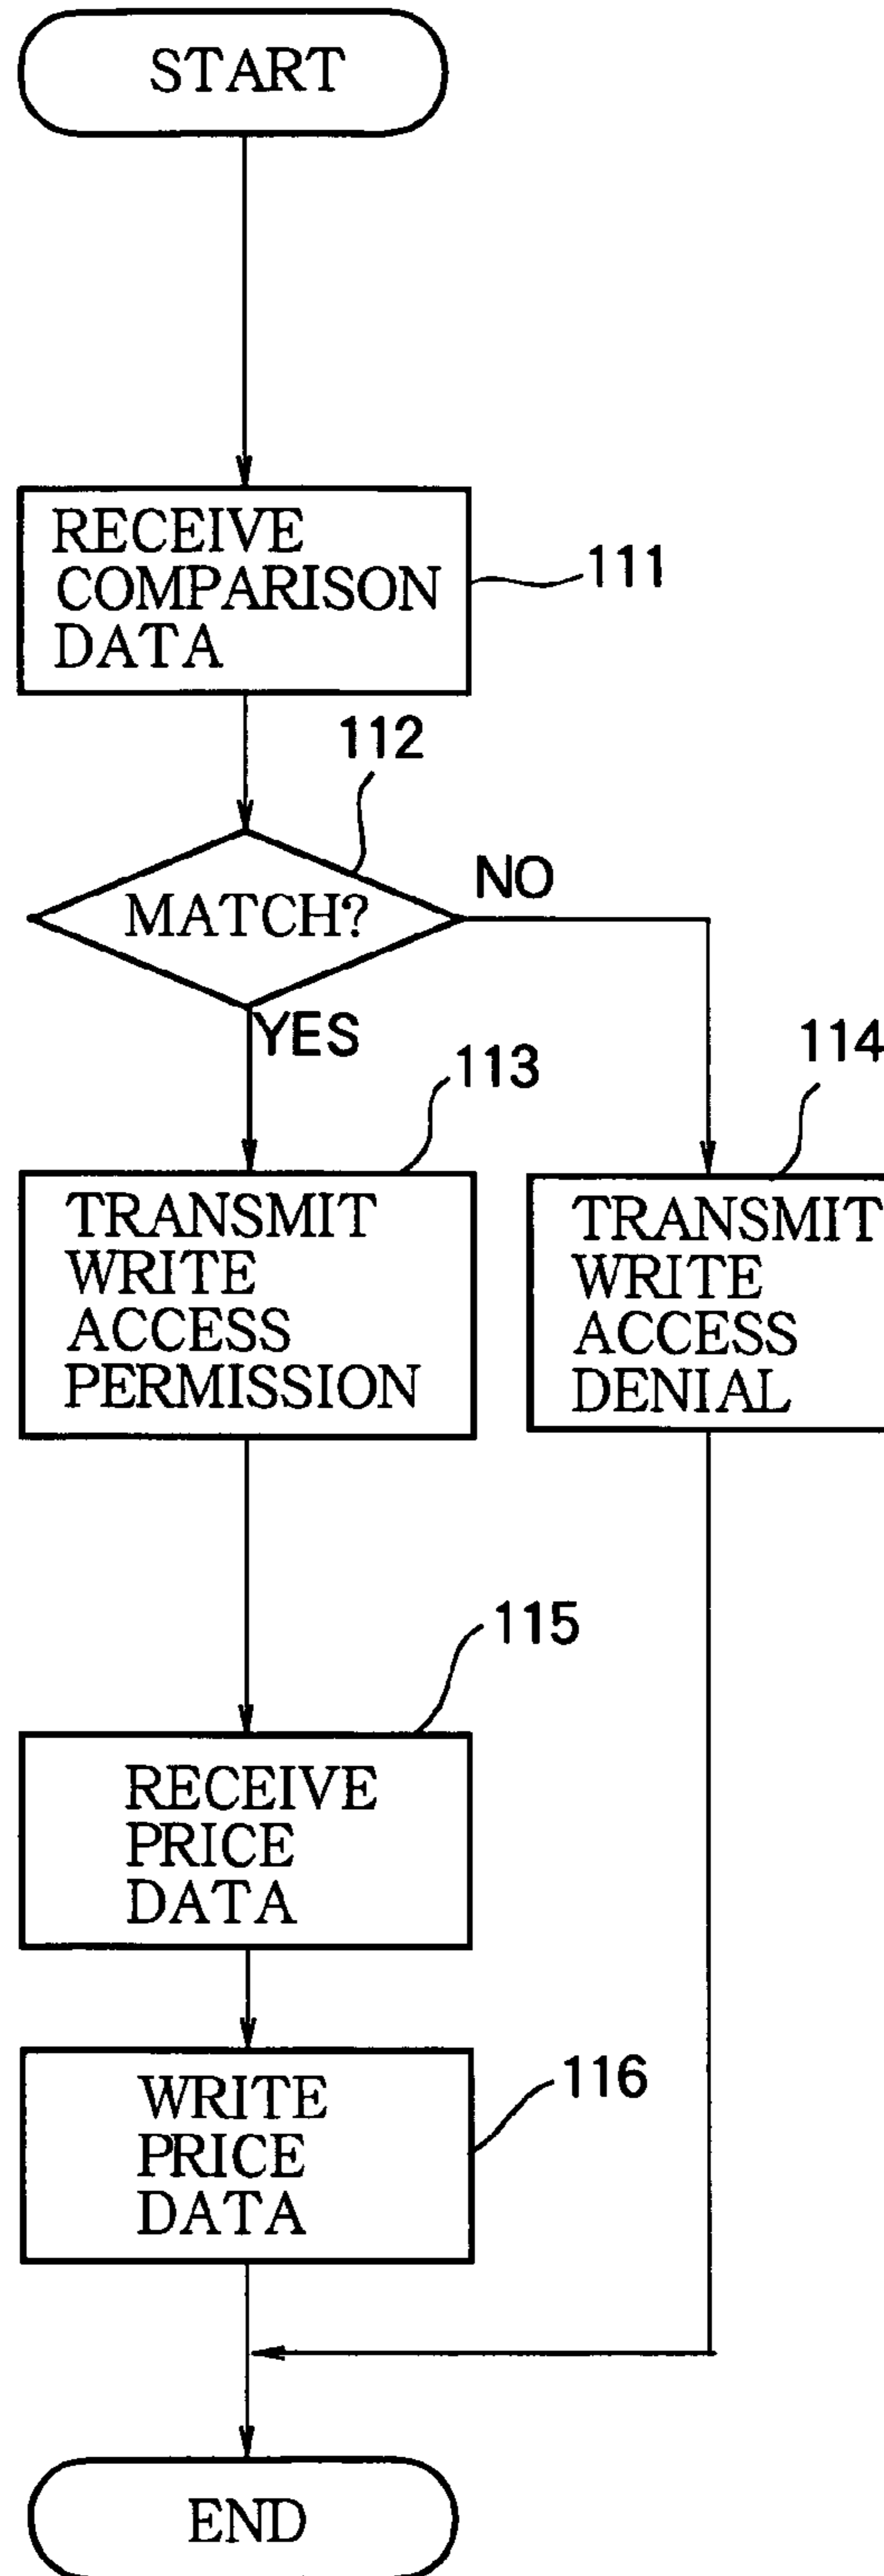 START
RECEIVE
COMPARISON
DATA
111
112
MATCH?
NO
YES
113
114
TRANSMIT
WRITE
ACCESS
PERMISSION
TRANSMIT
WRITE
ACCESS
DENIAL
115
RECEIVE
PRICE
DATA
116
WRITE
PRICE
DATA
END